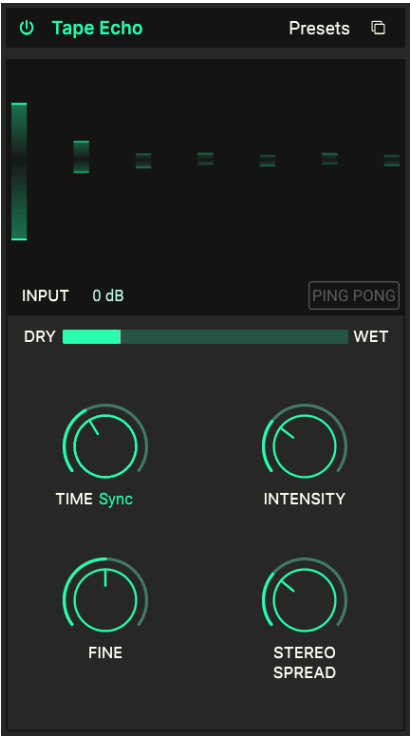 Tape Echo Presets
INPUT 0 dB PING PONG
DRY WET
TIME Sync INTENSITY
FINE STEREO
SPREAD